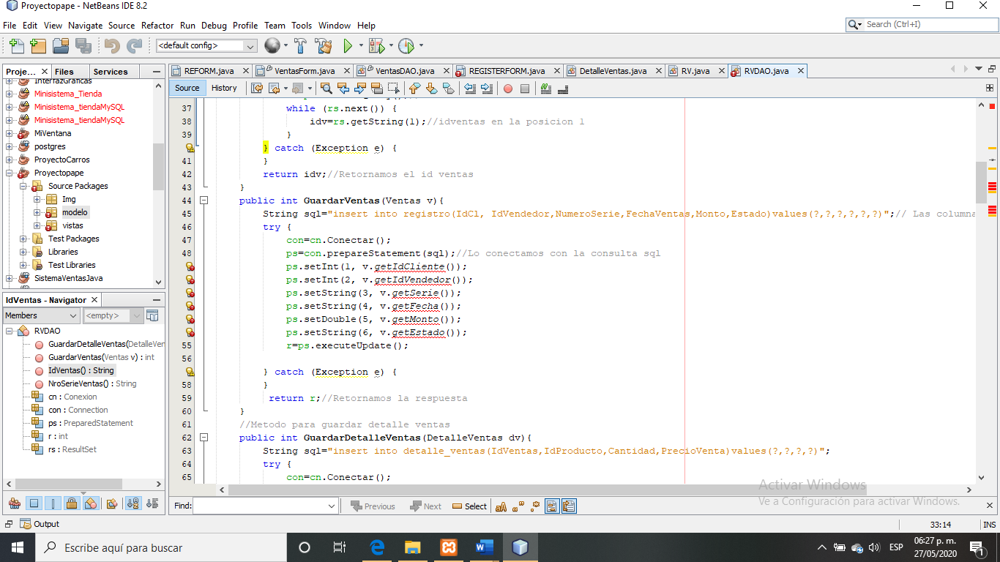 Proyectopape - NetBeans IDE 8.2
File Edit View Navigate Source Refactor Run Debug Profile Team Tools Window Help
Search (Ctrl+I)
<default config>
Proje... Files Services
REFORM.java VentasForm.java VentasDAO.java REGISTERFORM.java DetalleVentas.java RV.java RVDAO.java
Source History
InterfazGraficas
Minisistema_Tienda
Minisistema_tiendaMySQL
Minisistema_tiendaMySQL
MiVentana
postgres
ProyectoCarros
Proyectopape
Source Packages
Img
modelo
vistas
Test Packages
Libraries
Test Libraries
SistemaVentasJava
IdVentas - Navigator
Members <empty>
RVDAO
GuardarDetalleVentas(DetalleVen
GuardarVentas(Ventas v) : int
IdVentas() : String
NroSerieVentas() : String
cn : Conexion
con : Connection
ps : PreparedStatement
r : int
rs : ResultSet
37 while (rs.next()) {
38 idv=rs.getString(1);//idventas en la posicion 1
39 }
} catch (Exception e) {
41 }
42 return idv;//Retornamos el id ventas
43 }
44 public int GuardarVentas(Ventas v){
45 String sql="insert into registro(IdCl, IdVendedor,NumeroSerie,FechaVentas,Monto,Estado)values(?,?,?,?,?,?)";// Las columna
46 try {
47 con=cn.Conectar();
48 ps=con.prepareStatement(sql);//Lo conectamos con la consulta sql
ps.setInt(1, v.getIdCliente());
ps.setInt(2, v.getIdVendedor());
ps.setString(3, v.getSerie());
ps.setString(4, v.getFecha());
ps.setDouble(5, v.getMonto());
ps.setString(6, v.getEstado());
55 r=ps.executeUpdate();
56
} catch (Exception e) {
58 }
59 return r;//Retornamos la respuesta
60 }
61 //Metodo para guardar detalle ventas
62 public int GuardarDetalleVentas(DetalleVentas dv){
63 String sql="insert into detalle_ventas(IdVentas,IdProducto,Cantidad,PrecioVenta)values(?,?,?,?)";
64 try {
65 con=cn.Conectar();
Activar Windows
Ve a Configuración para activar Windows.
Find: Previous Next Select
Output
33:14 INS
Escribe aquí para buscar
ESP
06:27 p. m.
27/05/2020
1